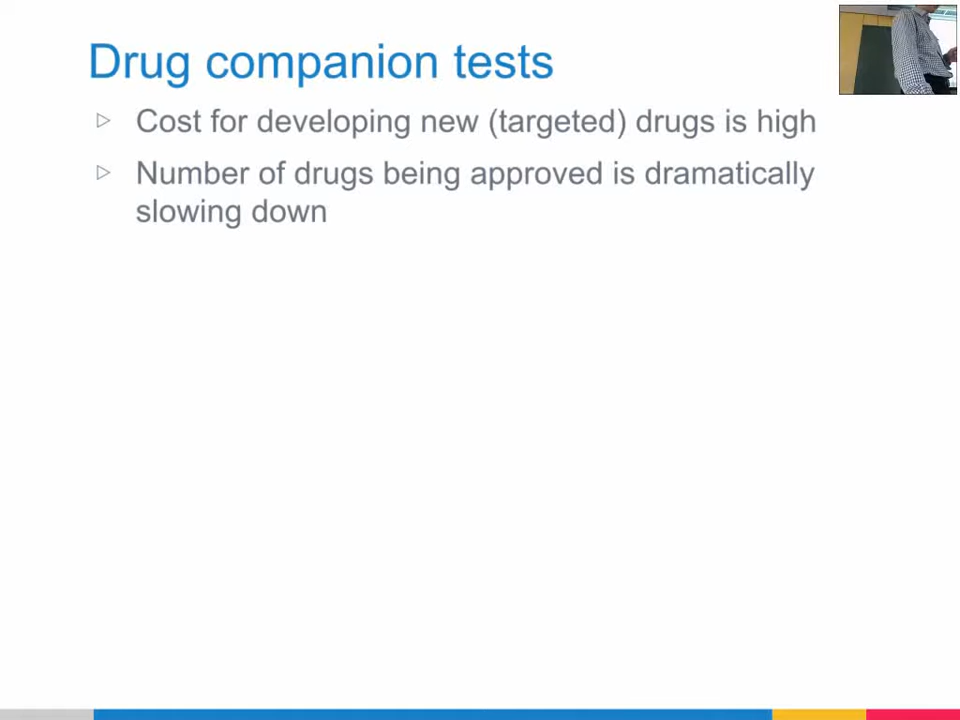 Drug companion tests
Cost for developing new (targeted) drugs is high
Number of drugs being approved is dramatically
slowing down